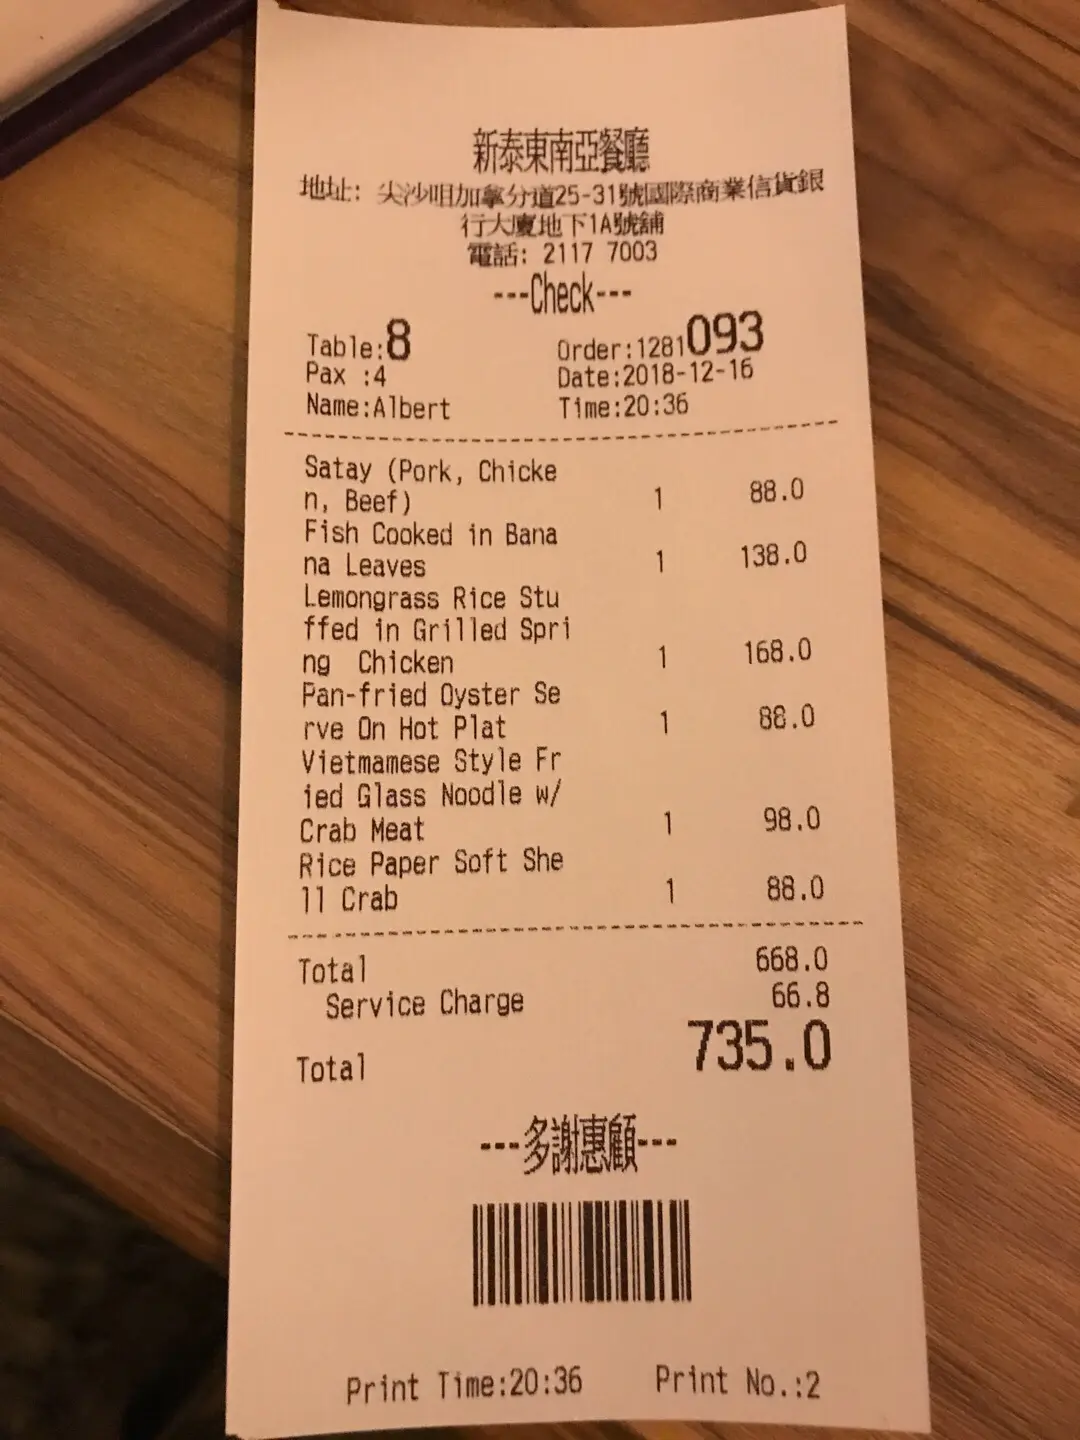 新泰東南亞餐廳
地址: 尖沙咀加拿分道25-31號國際商業信貨銀
行大廈地下1A號舖
電話: 2117 7003
---Check---
Table:8 Order:1281093
Pax :4 Date:2018-12-16
Name:Albert Time:20:36
Satay (Pork, Chicke
n, Beef) 1 88.0
Fish Cooked in Bana
na Leaves 1 138.0
Lemongrass Rice Stu
ffed in Grilled Spri
ng Chicken 1 168.0
Pan-fried Oyster Se
rve On Hot Plat 1 88.0
Vietmamese Style Fr
ied Glass Noodle w/
Crab Meat 1 98.0
Rice Paper Soft She
ll Crab 1 88.0
Total 668.0
Service Charge 66.8
Total 735.0
---多謝惠顧---
Print Time:20:36 Print No.:2